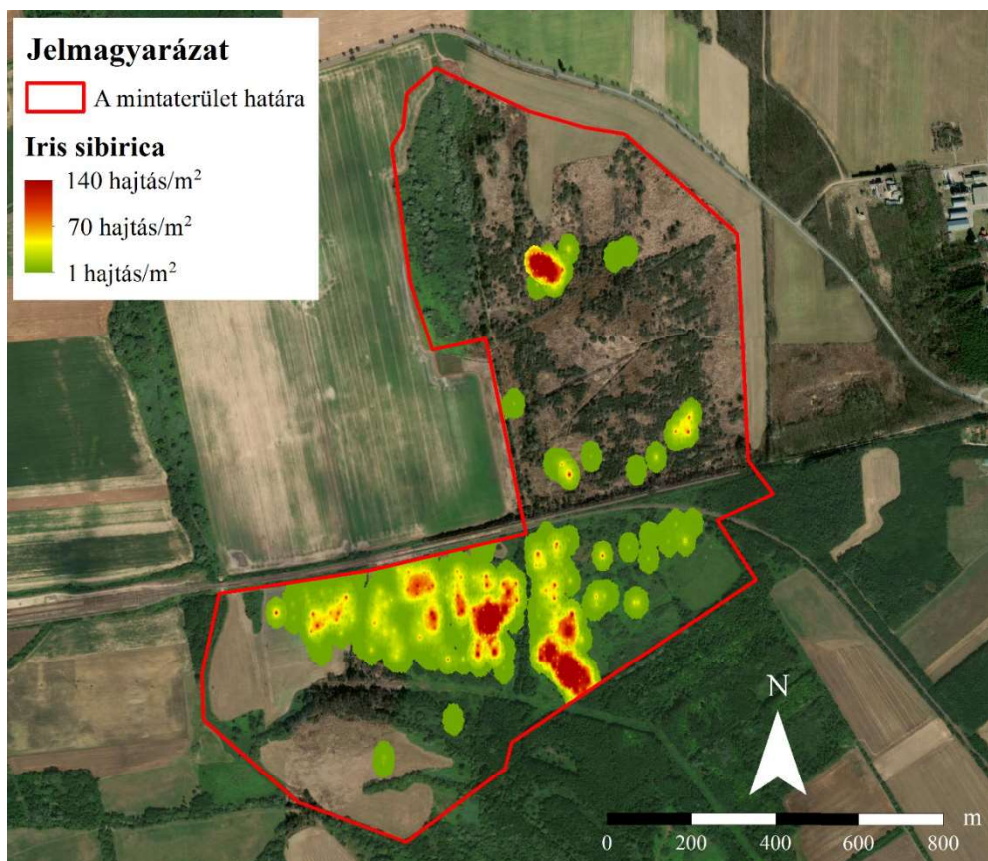 Jelmagyarázat
A mintaterület határa
Iris sibirica
140 hajtás/m²
70 hajtás/m²
1 hajtás/m²
N
m
0 200 400 600 800